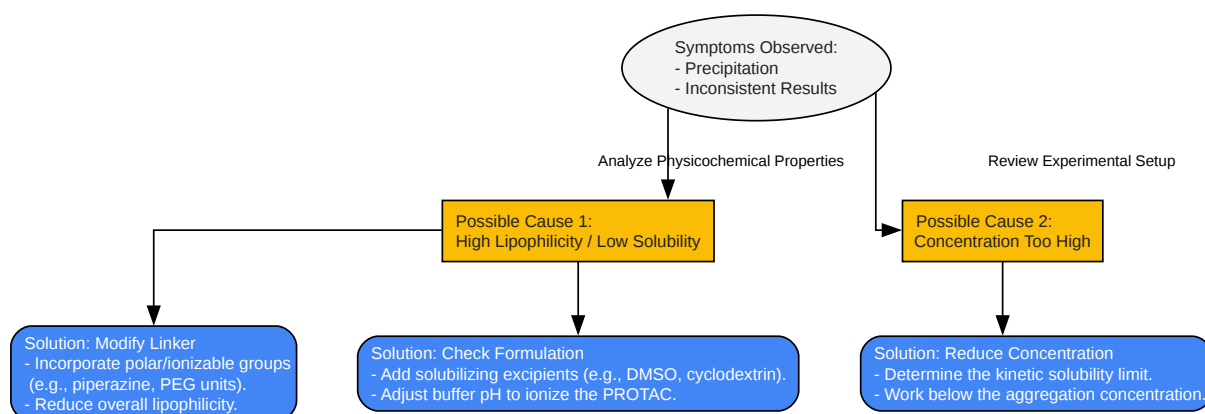 Symptoms Observed:
- Precipitation
- Inconsistent Results
Analyze Physicochemical Properties
Review Experimental Setup
Possible Cause 1:
High Lipophilicity / Low Solubility
Possible Cause 2:
Concentration Too High
Solution: Modify Linker
- Incorporate polar/ionizable groups
(e.g., piperazine, PEG units).
- Reduce overall lipophilicity.
Solution: Check Formulation
- Add solubilizing excipients (e.g., DMSO, cyclodextrin).
- Adjust buffer pH to ionize the PROTAC.
Solution: Reduce Concentration
- Determine the kinetic solubility limit.
- Work below the aggregation concentration.